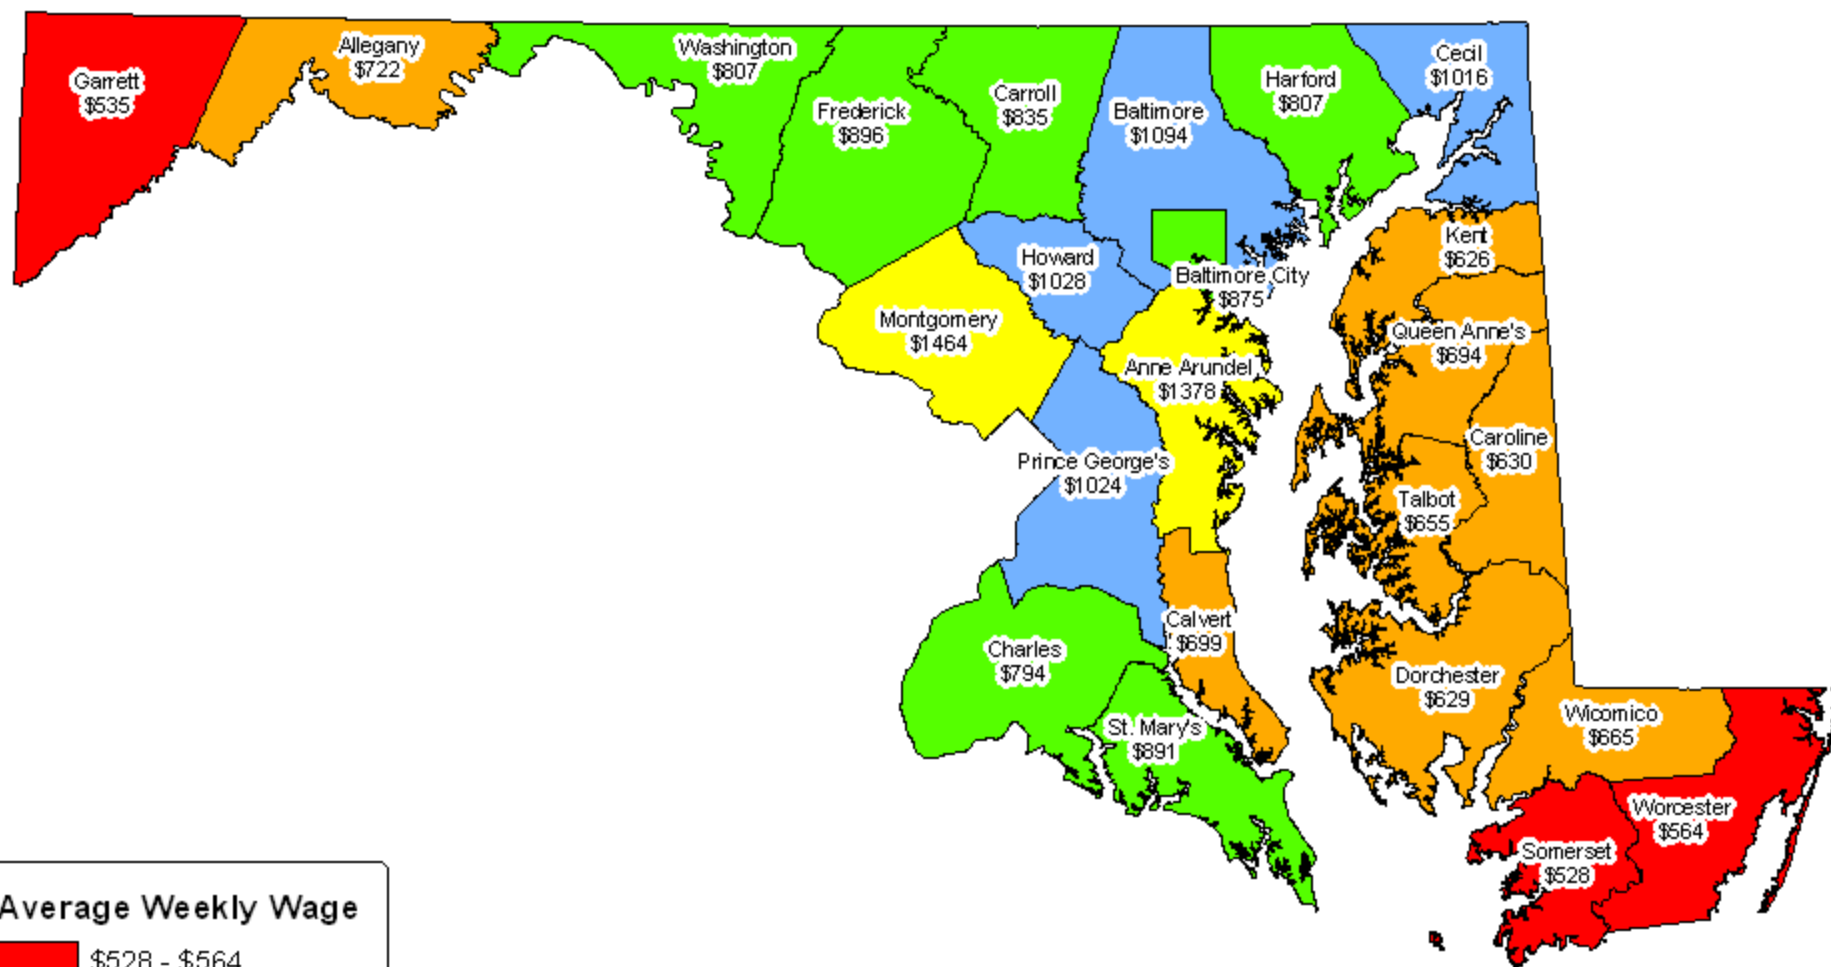 Garrett
$535
Allegany
$722
Washington
$807
Frederick
$896
Carroll
$835
Baltimore
$1094
Harford
$807
Cecil
$1016
Howard
$1028
Baltimore City
$875
Kent
$626
Montgomery
$1464
Anne Arundel
$1378
Queen Anne's
$694
Prince George's
$1024
Caroline
$630
Talbot
$655
Calvert
$699
Charles
$794
St. Mary's
$891
Dorchester
$629
Wicomico
$665
Worcester
$564
Somerset
$528
Average Weekly Wage
$528 - $564